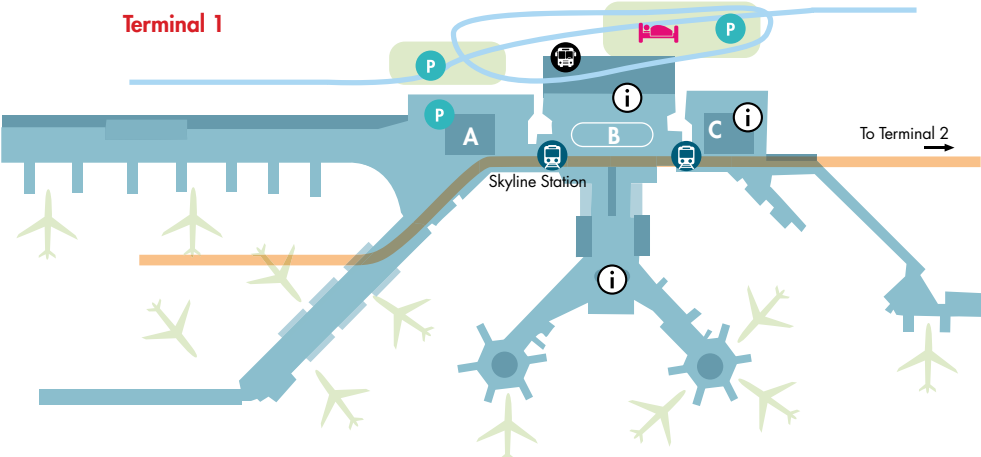 Terminal 1
P
P
P
i
i
A
B
C
To Terminal 2
Skyline Station
i